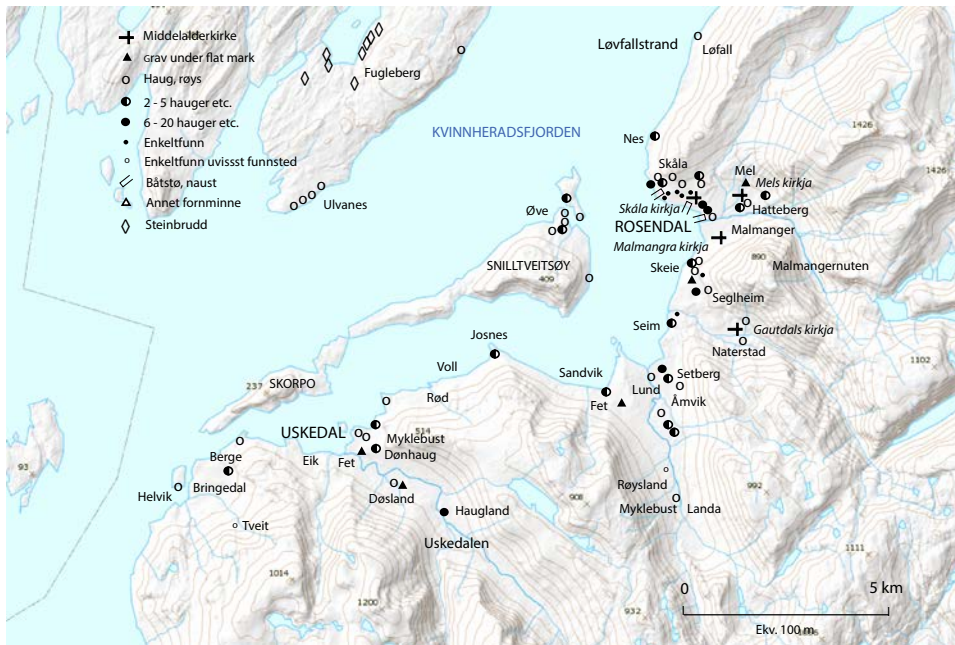 Middelalderkirke
Grav under flat mark
Haug, røys
2 - 5 hauger etc.
6 - 20 hauger etc.
Enkeltfunn
Enkeltfunn uvissst funnsted
Båtstø, naust
Annet fornminne
Steinbrudd
Fugleberg
Løvfallstrand
Løfall
KVINNHERADSFJORDEN
1426
1426
Nes
Skåla
Mel
Mels kirkja
Ulvanes
Øve
Skåla kirkja
Hatteberg
ROSENDAL
Malmanger
Malmangra kirkja
890
SNILLTVEITSØY
409
Skeie
Malmangernuten
Seglheim
Seim
Gautdals kirkja
Josnes
Naterstad
1102
Voll
Sandvik
Setberg
237
SKORPO
Lund
Rød
Fet
Åmvik
USKEDAL
514
Myklebust
Berge
Eik
Fet
Dønhaug
93
Bringedal
Røysland
Helvik
Døsland
908
992
Myklebust
Landa
Haugland
Tveit
Uskedalen
1111
1014
1200
932
0
5 km
Ekv. 100 m